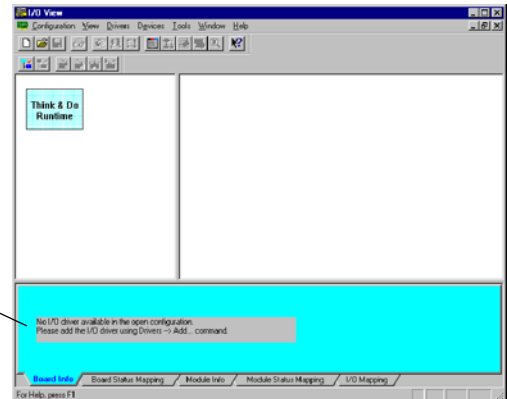 I/O View
Configuration View Drivers Devices Tools Window Help
Think & Do
Runtime
No I/O driver available in the open configuration.
Please add the I/O driver using Drivers --> Add... command.
Board Info Board Status Mapping Module Info Module Status Mapping I/O Mapping
For Help, press F1